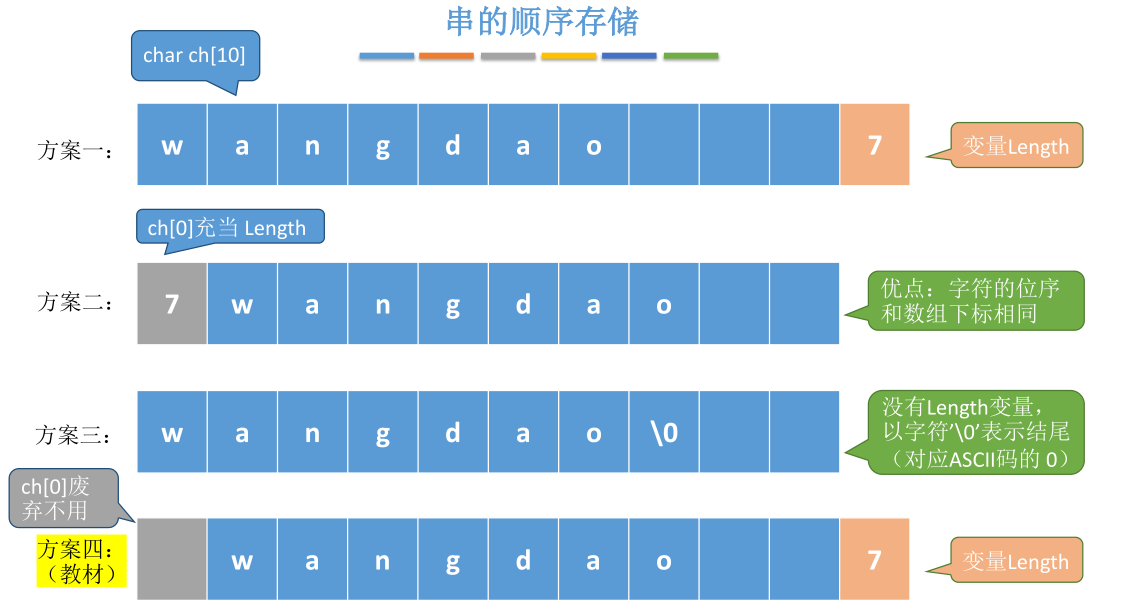 串的顺序存储
char ch[10]
方案一：
w a n g d a o 7
变量Length
ch[0]充当 Length
方案二：
7 w a n g d a o
优点：字符的位序
和数组下标相同
方案三：
w a n g d a o \0
没有Length变量，
以字符’\0’表示结尾
（对应ASCII码的 0）
ch[0]废
弃不用
方案四：
（教材）
w a n g d a o 7
变量Length